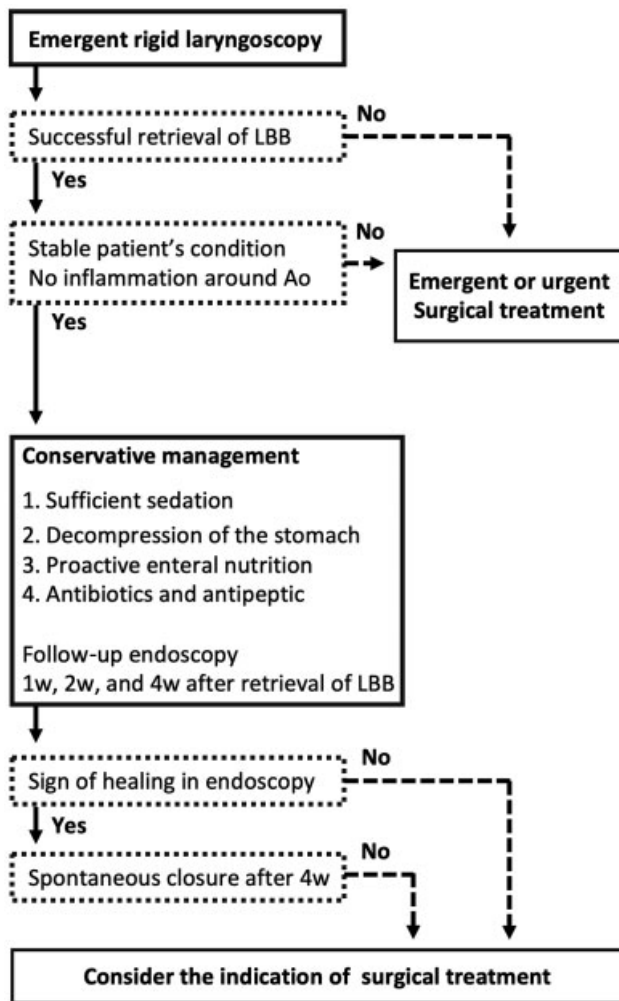 Emergent rigid laryngoscopy
No
Successful retrieval of LBB
Yes
Stable patient's condition
No inflammation around Ao
No
Emergent or urgent
Surgical treatment
Yes
Conservative management
1. Sufficient sedation
2. Decompression of the stomach
3. Proactive enteral nutrition
4. Antibiotics and antipeptic
Follow-up endoscopy
1w, 2w, and 4w after retrieval of LBB
No
Sign of healing in endoscopy
Yes
No
Spontaneous closure after 4w
Consider the indication of surgical treatment